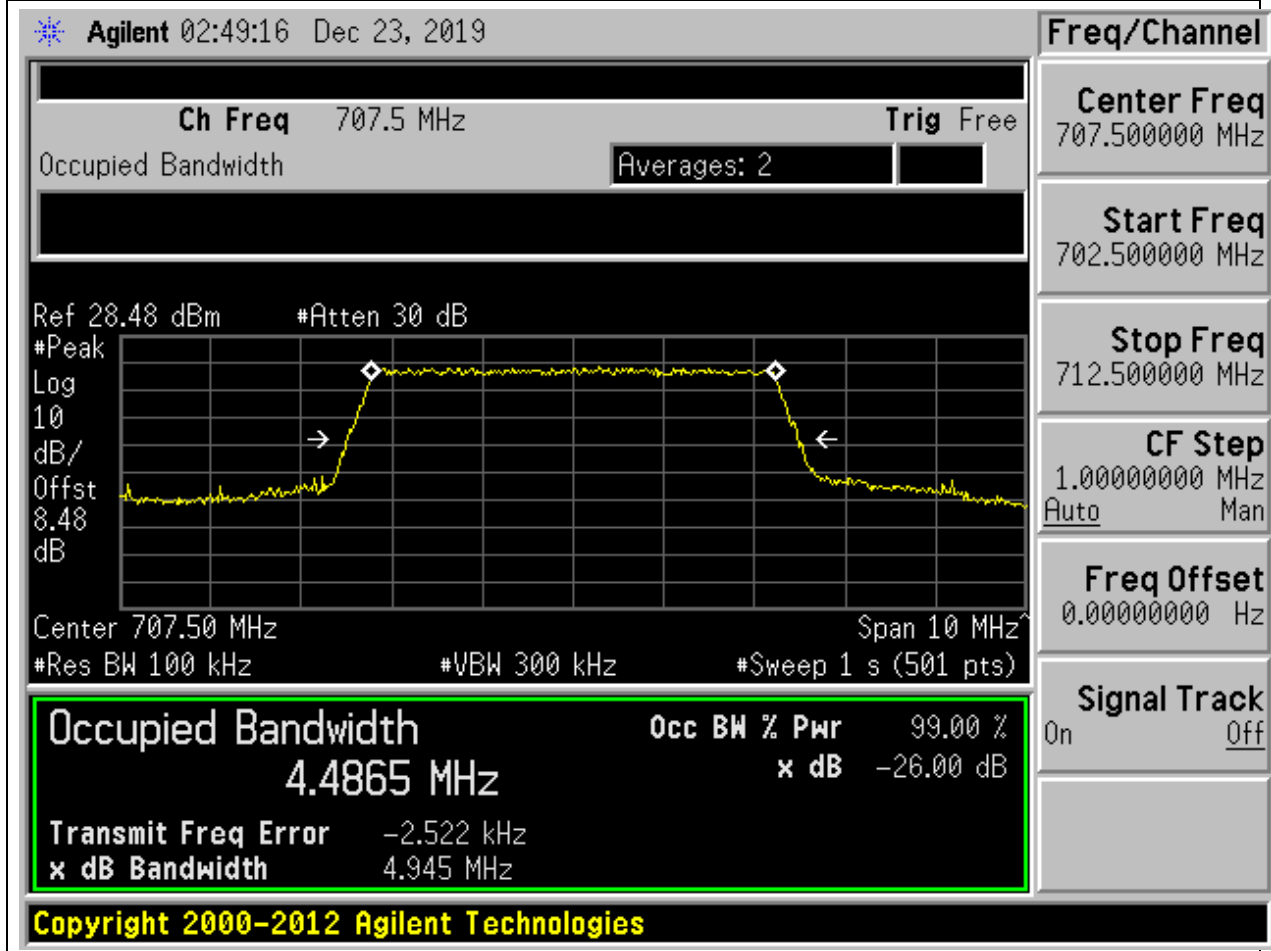 Agilent 02:49:16 Dec 23, 2019
Ch Freq 707.5 MHz Trig Free
Occupied Bandwidth Averages: 2
Ref 28.48 dBm #Atten 30 dB
#Peak
Log
10
dB/
Offst
8.48
dB
Center 707.50 MHz Span 10 MHz^
#Res BW 100 kHz #VBW 300 kHz #Sweep 1 s (501 pts)
Occupied Bandwidth Occ BW % Pwr 99.00 %
4.4865 MHz x dB -26.00 dB
Transmit Freq Error -2.522 kHz
x dB Bandwidth 4.945 MHz
Copyright 2000-2012 Agilent Technologies
Freq/Channel
Center Freq
707.500000 MHz
Start Freq
702.500000 MHz
Stop Freq
712.500000 MHz
CF Step
1.00000000 MHz
Auto Man
Freq Offset
0.00000000 Hz
Signal Track
On Off